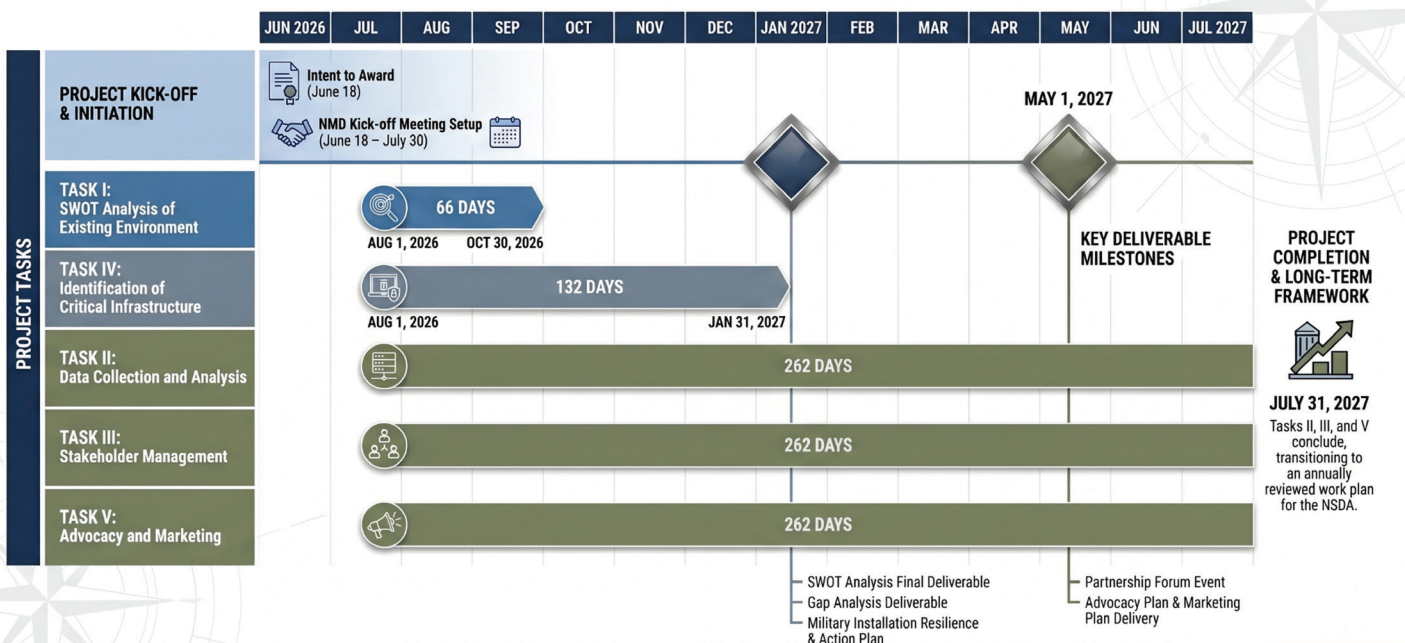 JUN 2026 JUL AUG SEP OCT NOV DEC JAN 2027 FEB MAR APR MAY JUN JUL 2027
PROJECT TASKS
PROJECT KICK-OFF
& INITIATION
Intent to Award
(June 18)
NMD Kick-off Meeting Setup
(June 18 – July 30)
MAY 1, 2027
TASK I:
SWOT Analysis of
Existing Environment
66 DAYS
AUG 1, 2026 OCT 30, 2026
KEY DELIVERABLE
MILESTONES
TASK IV:
Identification of
Critical Infrastructure
132 DAYS
AUG 1, 2026 JAN 31, 2027
TASK II:
Data Collection and Analysis
262 DAYS
TASK III:
Stakeholder Management
262 DAYS
TASK V:
Advocacy and Marketing
262 DAYS
SWOT Analysis Final Deliverable
Gap Analysis Deliverable
Military Installation Resilience
& Action Plan
Partnership Forum Event
Advocacy Plan & Marketing
Plan Delivery
PROJECT
COMPLETION
& LONG-TERM
FRAMEWORK
JULY 31, 2027
Tasks II, III, and V
conclude,
transitioning to
an annually
reviewed work plan
for the NSDA.